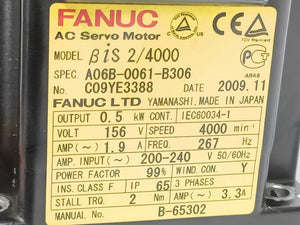 FANUC
AC Servo Motor
MODEL βiS 2/4000
SPEC. A06B-0061-B306
No. C09YE3388 DATE 2009.11
FANUC LTD YAMANASHI, MADE IN JAPAN
OUTPUT 0.5 kW CONT. IEC60034-1
VOLT 156 V SPEED 4000 min⁻¹
AMP (~) 1.9 A FREQ. 267 Hz
AMP. INPUT (~) 200-240 V 50/60Hz
POWER FACTOR 99% WIND.CON. Y
INS.CLASS F IP 65 3 PHASES
STALL TRQ. 2 Nm AMP (~) 3.3A
MANUAL No. B-65302